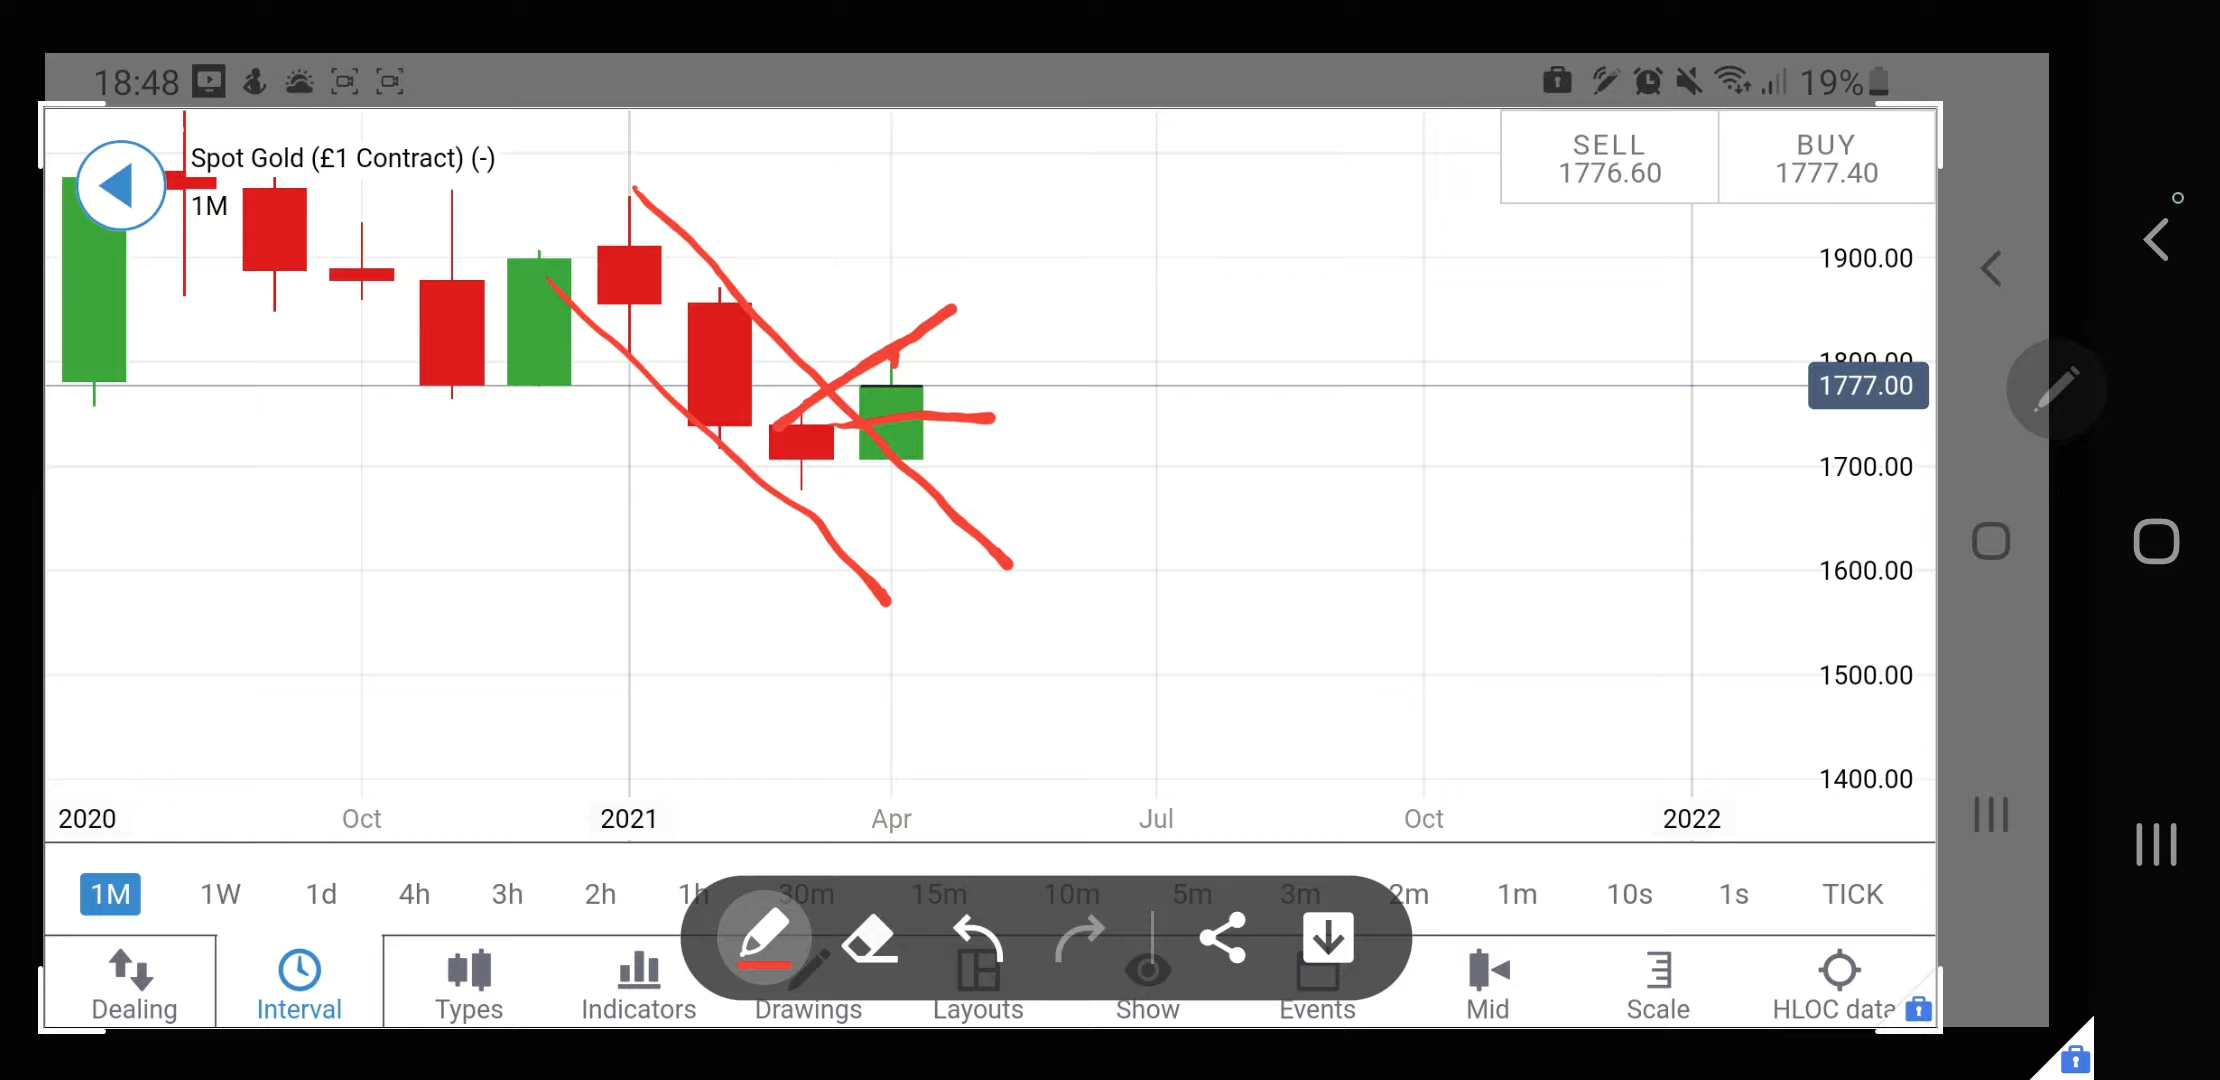 18:48
19%
Spot Gold (£1 Contract) (-)
1M
SELL
1776.60
BUY
1777.40
1900.00
1800.00
1777.00
1700.00
1600.00
1500.00
1400.00
2020 Oct 2021 Apr Jul Oct 2022
1M 1W 1d 4h 3h 2h 1h 30m 15m 10m 5m 3m 2m 1m 10s 1s TICK
Dealing Interval Types Indicators Drawings Layouts Show Events Mid Scale HLOC data